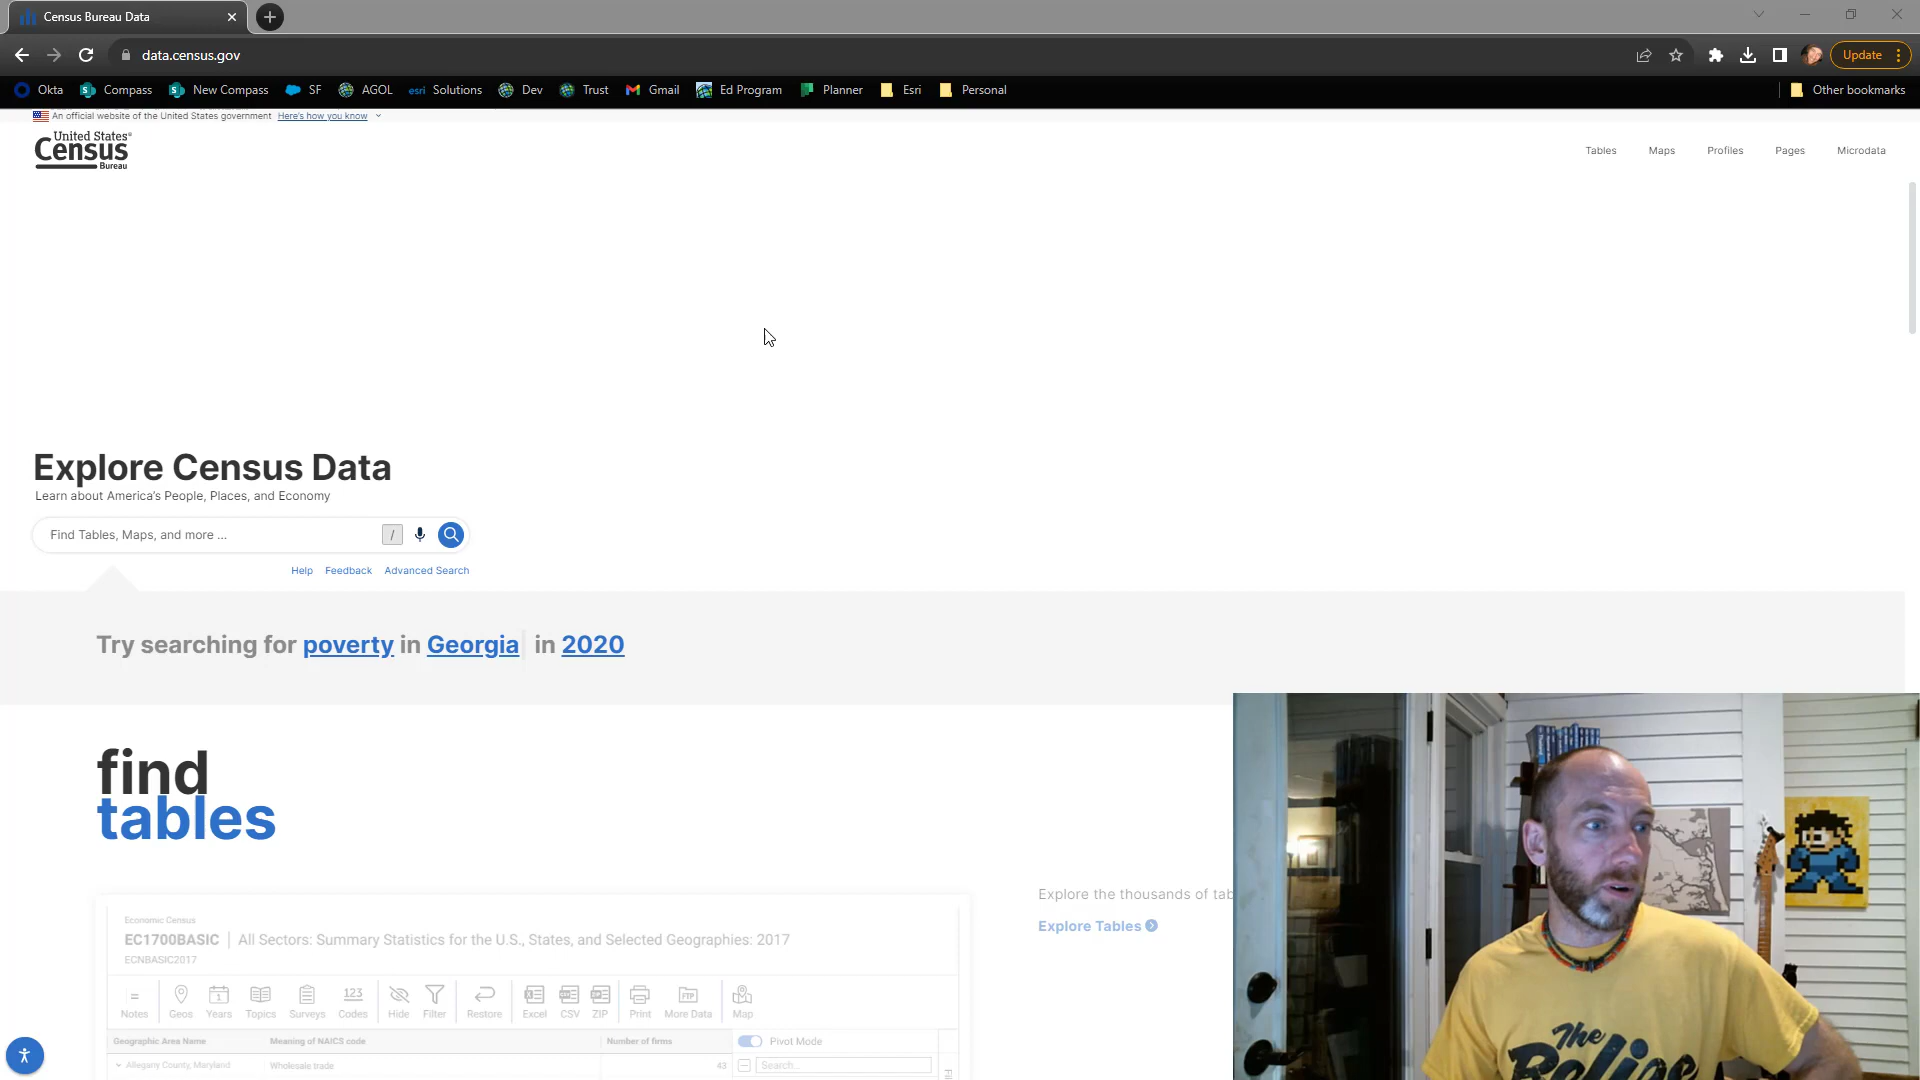 Census Bureau Data
data.census.gov
Update
Okta Compass New Compass SF AGOL esri Solutions Dev Trust Gmail Ed Program Planner Esri Personal Other bookmarks
An official website of the United States government Here's how you know
United States®
Census
Bureau
Tables Maps Profiles Pages Microdata
Explore Census Data
Learn about America's People, Places, and Economy
Find Tables, Maps, and more ... /
Help Feedback Advanced Search
Try searching for poverty in Georgia in 2020
find
tables
Explore the thousands of tab
Explore Tables
Economic Census
EC1700BASIC | All Sectors: Summary Statistics for the U.S., States, and Selected Geographies: 2017
ECNBASIC2017
Notes Geos Years Topics Surveys Codes Hide Filter Restore Excel CSV ZIP Print More Data Map
Geographic Area Name Meaning of NAICS code Number of firms Pivot Mode
Allegany County, Maryland Wholesale trade 43 Search...
The